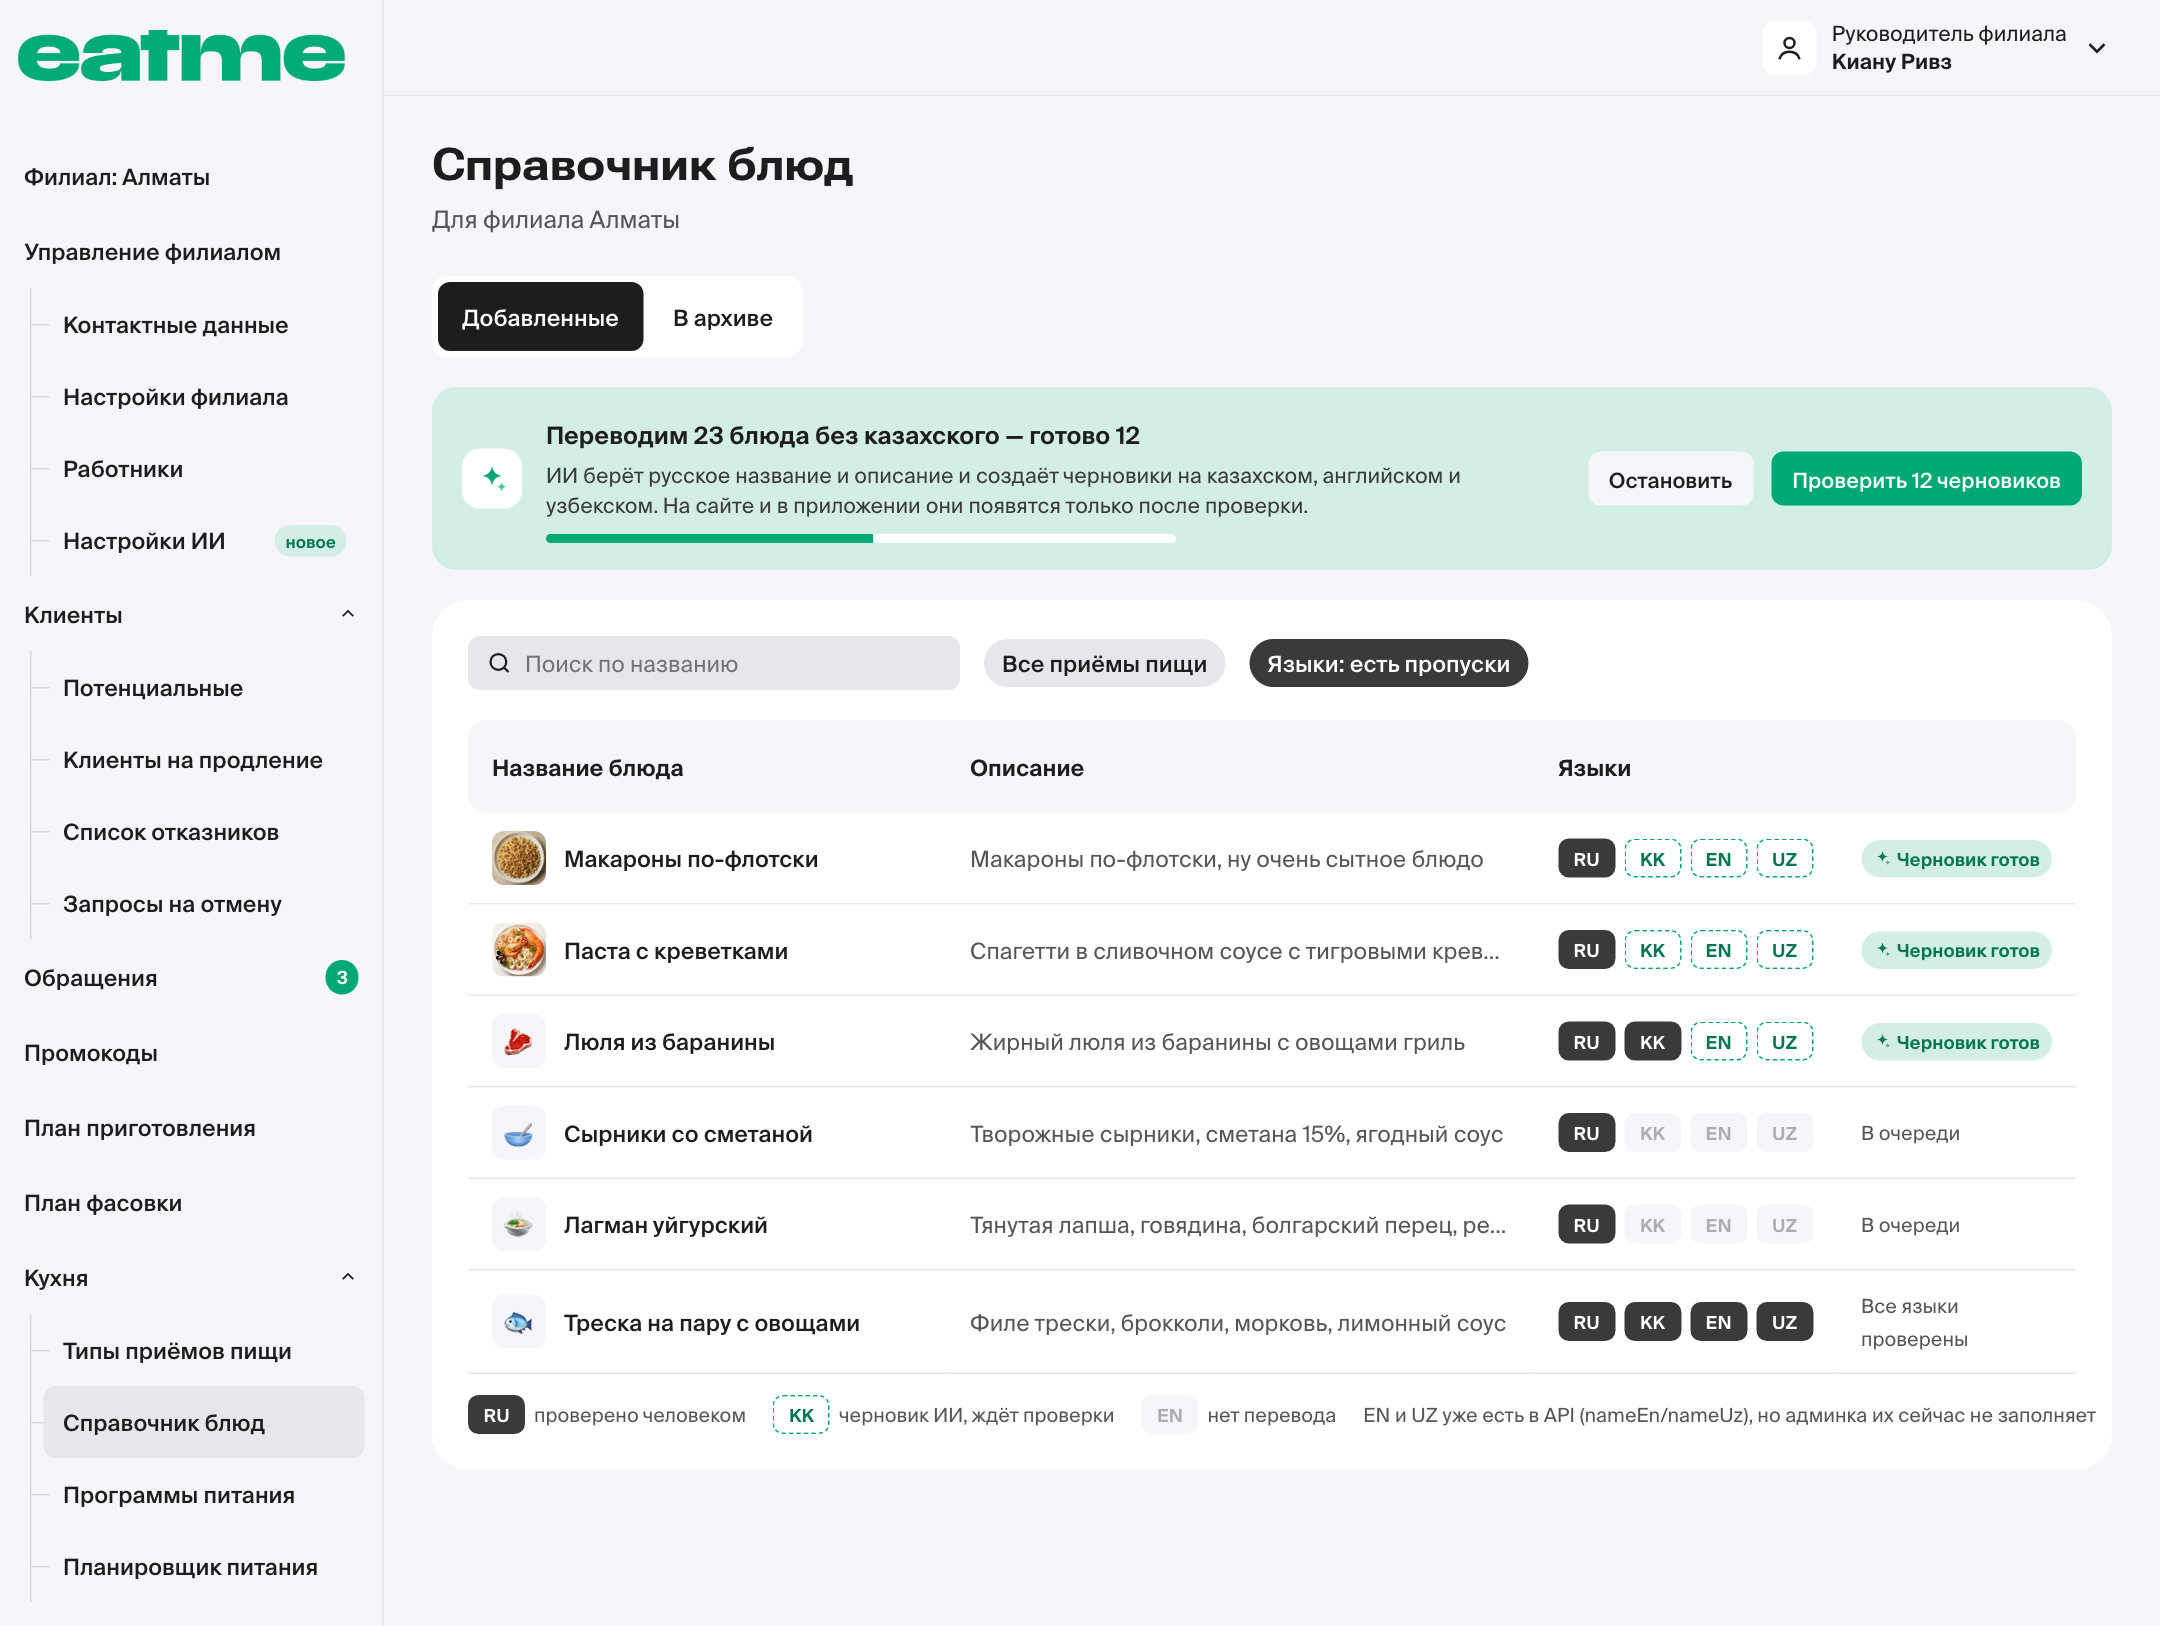 eatme
Руководитель филиала
Киану Ривз
Филиал: Алматы
Управление филиалом
Контактные данные
Настройки филиала
Работники
Настройки ИИ
новое
Клиенты
Потенциальные
Клиенты на продление
Список отказников
Запросы на отмену
Обращения
3
Промокоды
План приготовления
План фасовки
Кухня
Типы приёмов пищи
Справочник блюд
Программы питания
Планировщик питания
Справочник блюд
Для филиала Алматы
Добавленные
В архиве
Переводим 23 блюда без казахского — готово 12
ИИ берёт русское название и описание и создаёт черновики на казахском, английском и
узбекском. На сайте и в приложении они появятся только после проверки.
Остановить
Проверить 12 черновиков
Поиск по названию
Все приёмы пищи
Языки: есть пропуски
Название блюда Описание Языки
Макароны по-флотски Макароны по-флотски, ну очень сытное блюдо RU KK EN UZ Черновик готов
Паста с креветками Спагетти в сливочном соусе с тигровыми крев... RU KK EN UZ Черновик готов
Люля из баранины Жирный люля из баранины с овощами гриль RU KK EN UZ Черновик готов
Сырники со сметаной Творожные сырники, сметана 15%, ягодный соус RU KK EN UZ В очереди
Лагман уйгурский Тянутая лапша, говядина, болгарский перец, ре... RU KK EN UZ В очереди
Треска на пару с овощами Филе трески, брокколи, морковь, лимонный соус RU KK EN UZ Все языки
проверены
RU проверено человеком KK черновик ИИ, ждёт проверки EN нет перевода EN и UZ уже есть в API (nameEn/nameUz), но админка их сейчас не заполняет